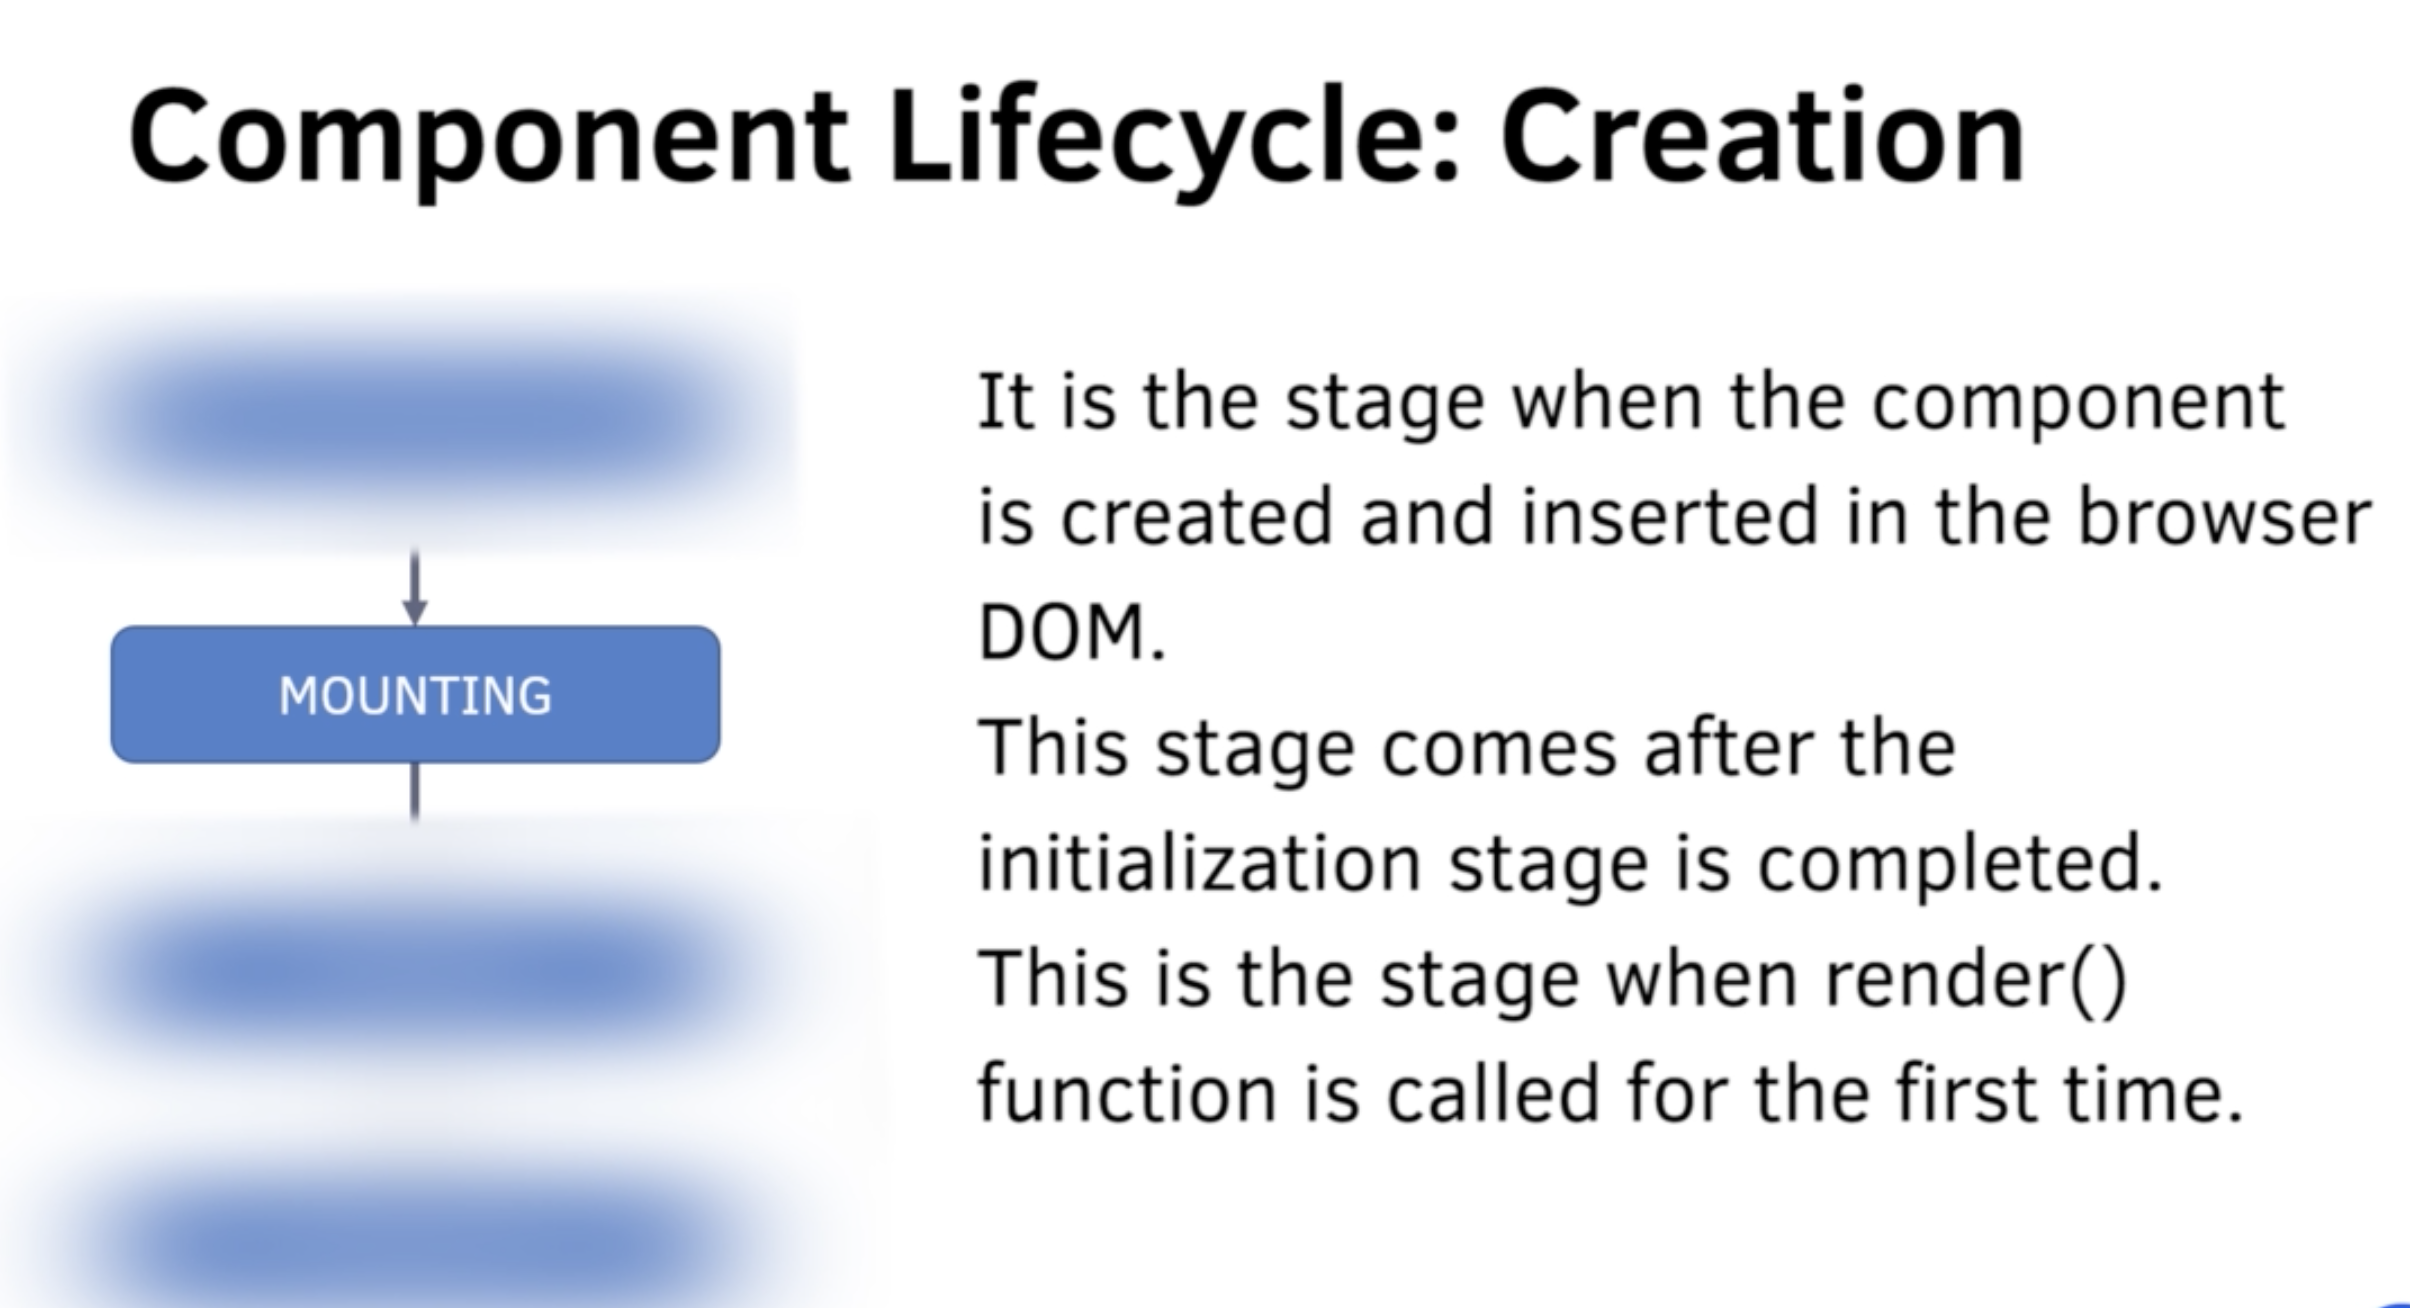 Component Lifecycle: Creation
MOUNTING
It is the stage when the component
is created and inserted in the browser
DOM.
This stage comes after the
initialization stage is completed.
This is the stage when render()
function is called for the first time.